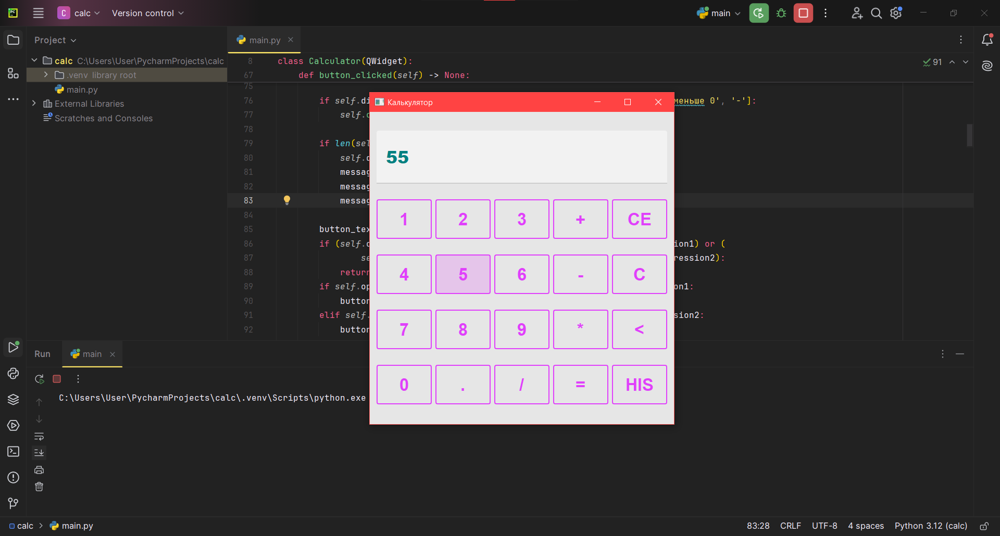 C calc Version control main
Project
main.py
calc C:\Users\User\PycharmProjects\calc
.venv library root
main.py
External Libraries
Scratches and Consoles
8 class Calculator(QWidget):
67 def button_clicked(self) -> None:
91
75
76 if self.di меньше 0', '-']:
77 self.
78
79 if len(sel
80 self.
81 messag
82 messag
83 messag
84
85 button_tex
86 if (self. ion1) or (
87 se ression2):
88 return
89 if self.op n1:
90 button
91 elif self. sion2:
92 button
Калькулятор
55
1 2 3 + CE
4 5 6 - C
7 8 9 * <
0 . / = HIS
Run main
C:\Users\User\PycharmProjects\calc\.venv\Scripts\python.exe
calc > main.py
83:28 CRLF UTF-8 4 spaces Python 3.12 (calc)